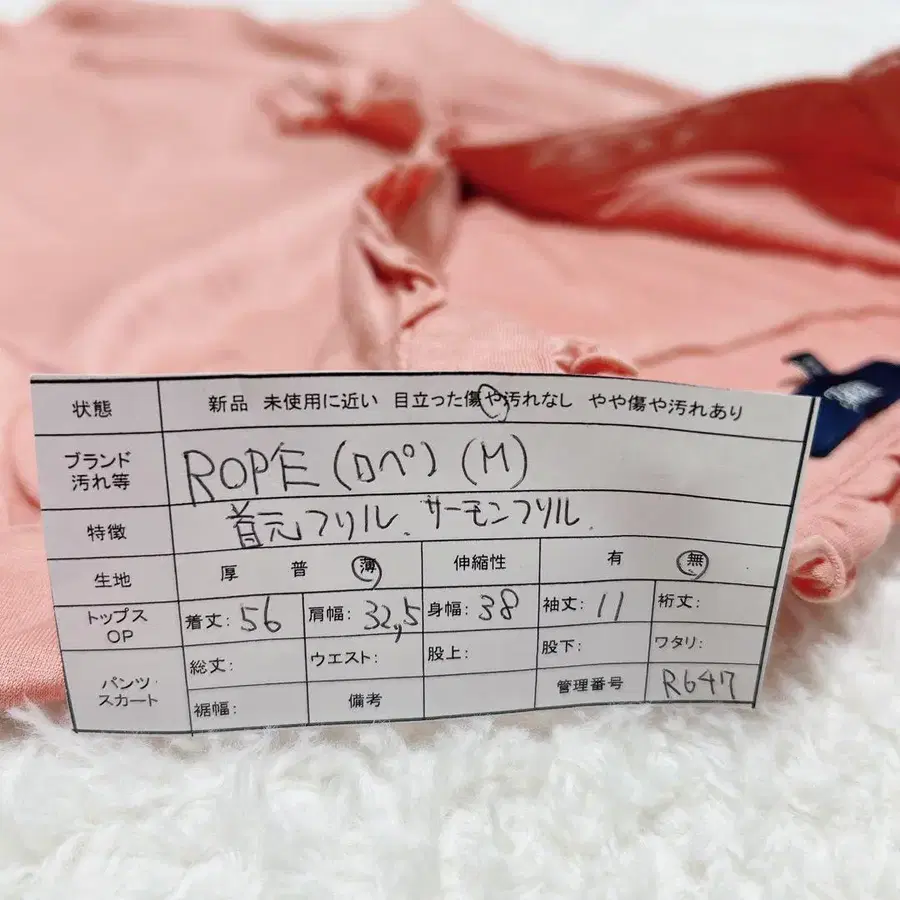 状態 新品 未使用に近い 目立った傷や汚れなし やや傷や汚れあり
ブランド
汚れ等 ROPE (ロペ) (M)
特徴 首元フリル、サーモンフリル.
生地 厚 普 薄 伸縮性 有 無
トップス
OP 着丈: 56 肩幅: 32,5 身幅: 38 袖丈: 11 裄丈:
パンツ
スカート 総丈: ウエスト: 股上: 股下: ワタリ:
裾幅: 備考 管理番号 R647